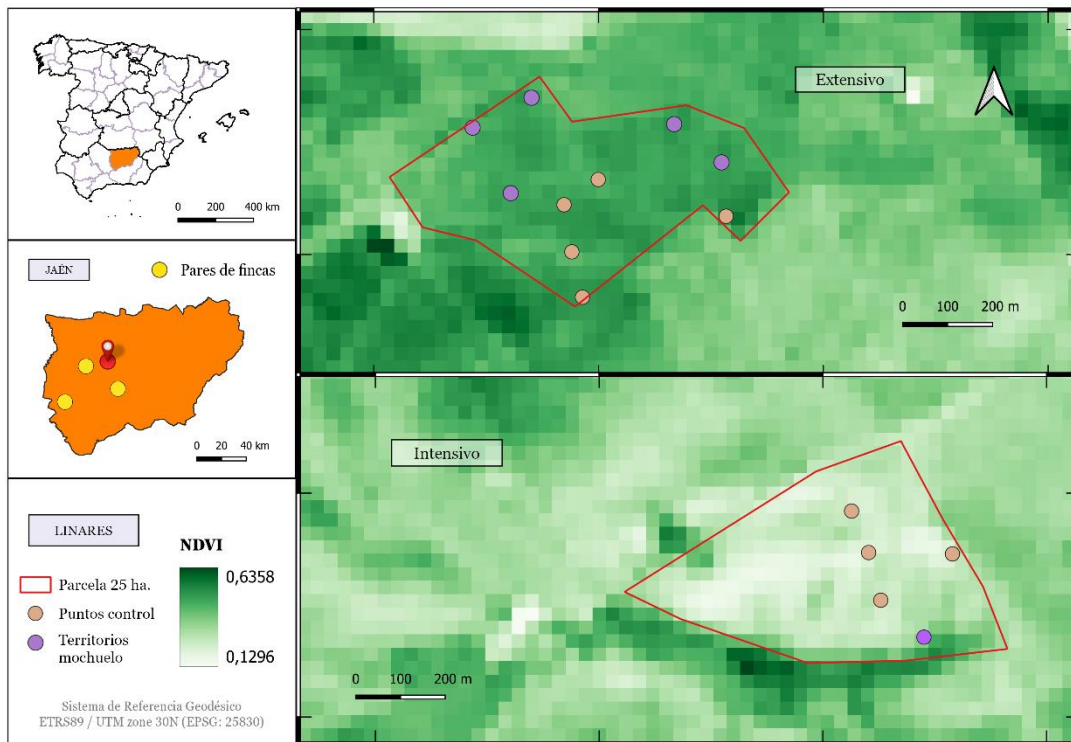 0 200 400 km
JAÉN
Pares de fincas
0 20 40 km
LINARES
Parcela 25 ha.
Puntos control
Territorios
mochuelo
NDVI
0,6358
0,1296
Sistema de Referencia Geodésico
ETRS89 / UTM zone 30N (EPSG: 25830)
Extensivo
0 100 200 m
Intensivo
0 100 200 m